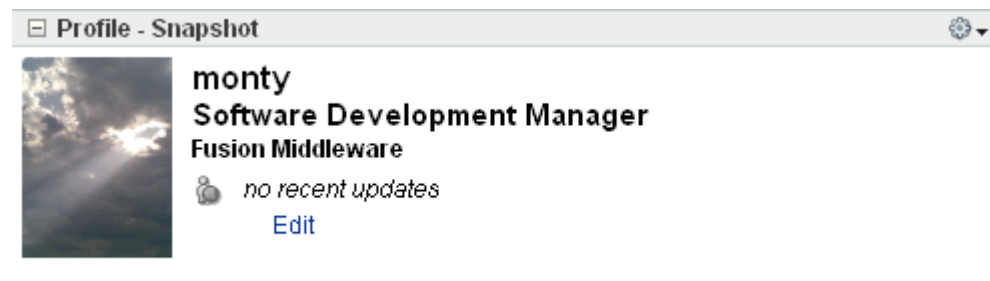 Profile - Snapshot
monty
Software Development Manager
Fusion Middleware
no recent updates
Edit